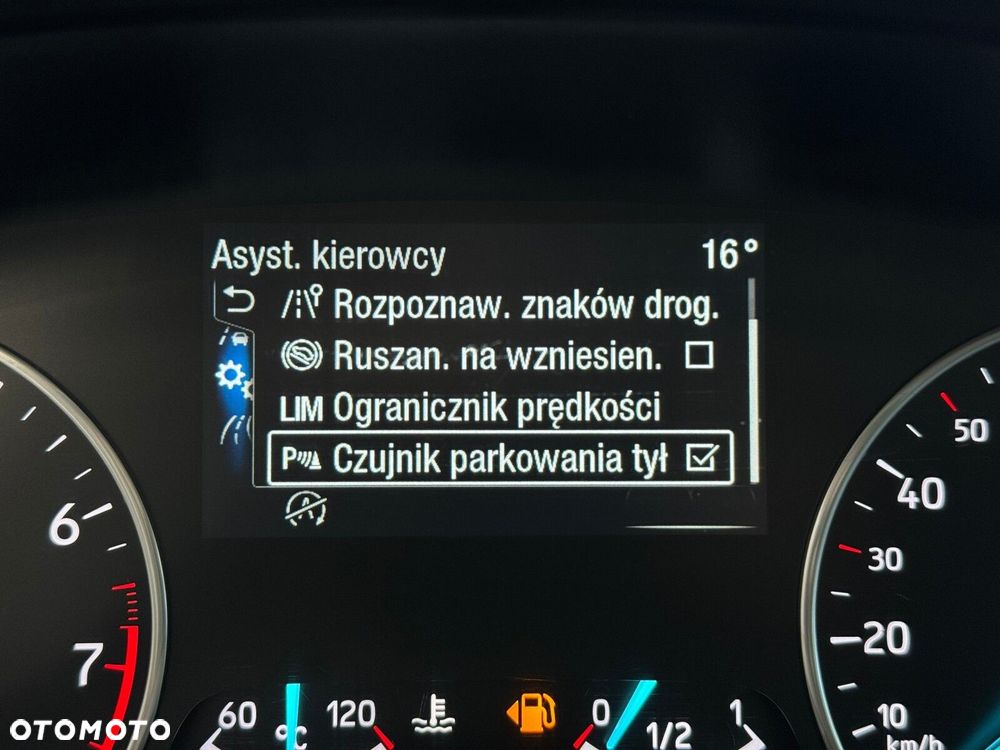 Asyst. kierowcy 16°
Rozpoznaw. znaków drog.
Ruszan. na wzniesien.
LIM Ogranicznik prędkości
P Czujnik parkowania tył
A
6
7
50
40
30
20
10
km/h
60 120
°C
0 1/2 1
OTOMOTO